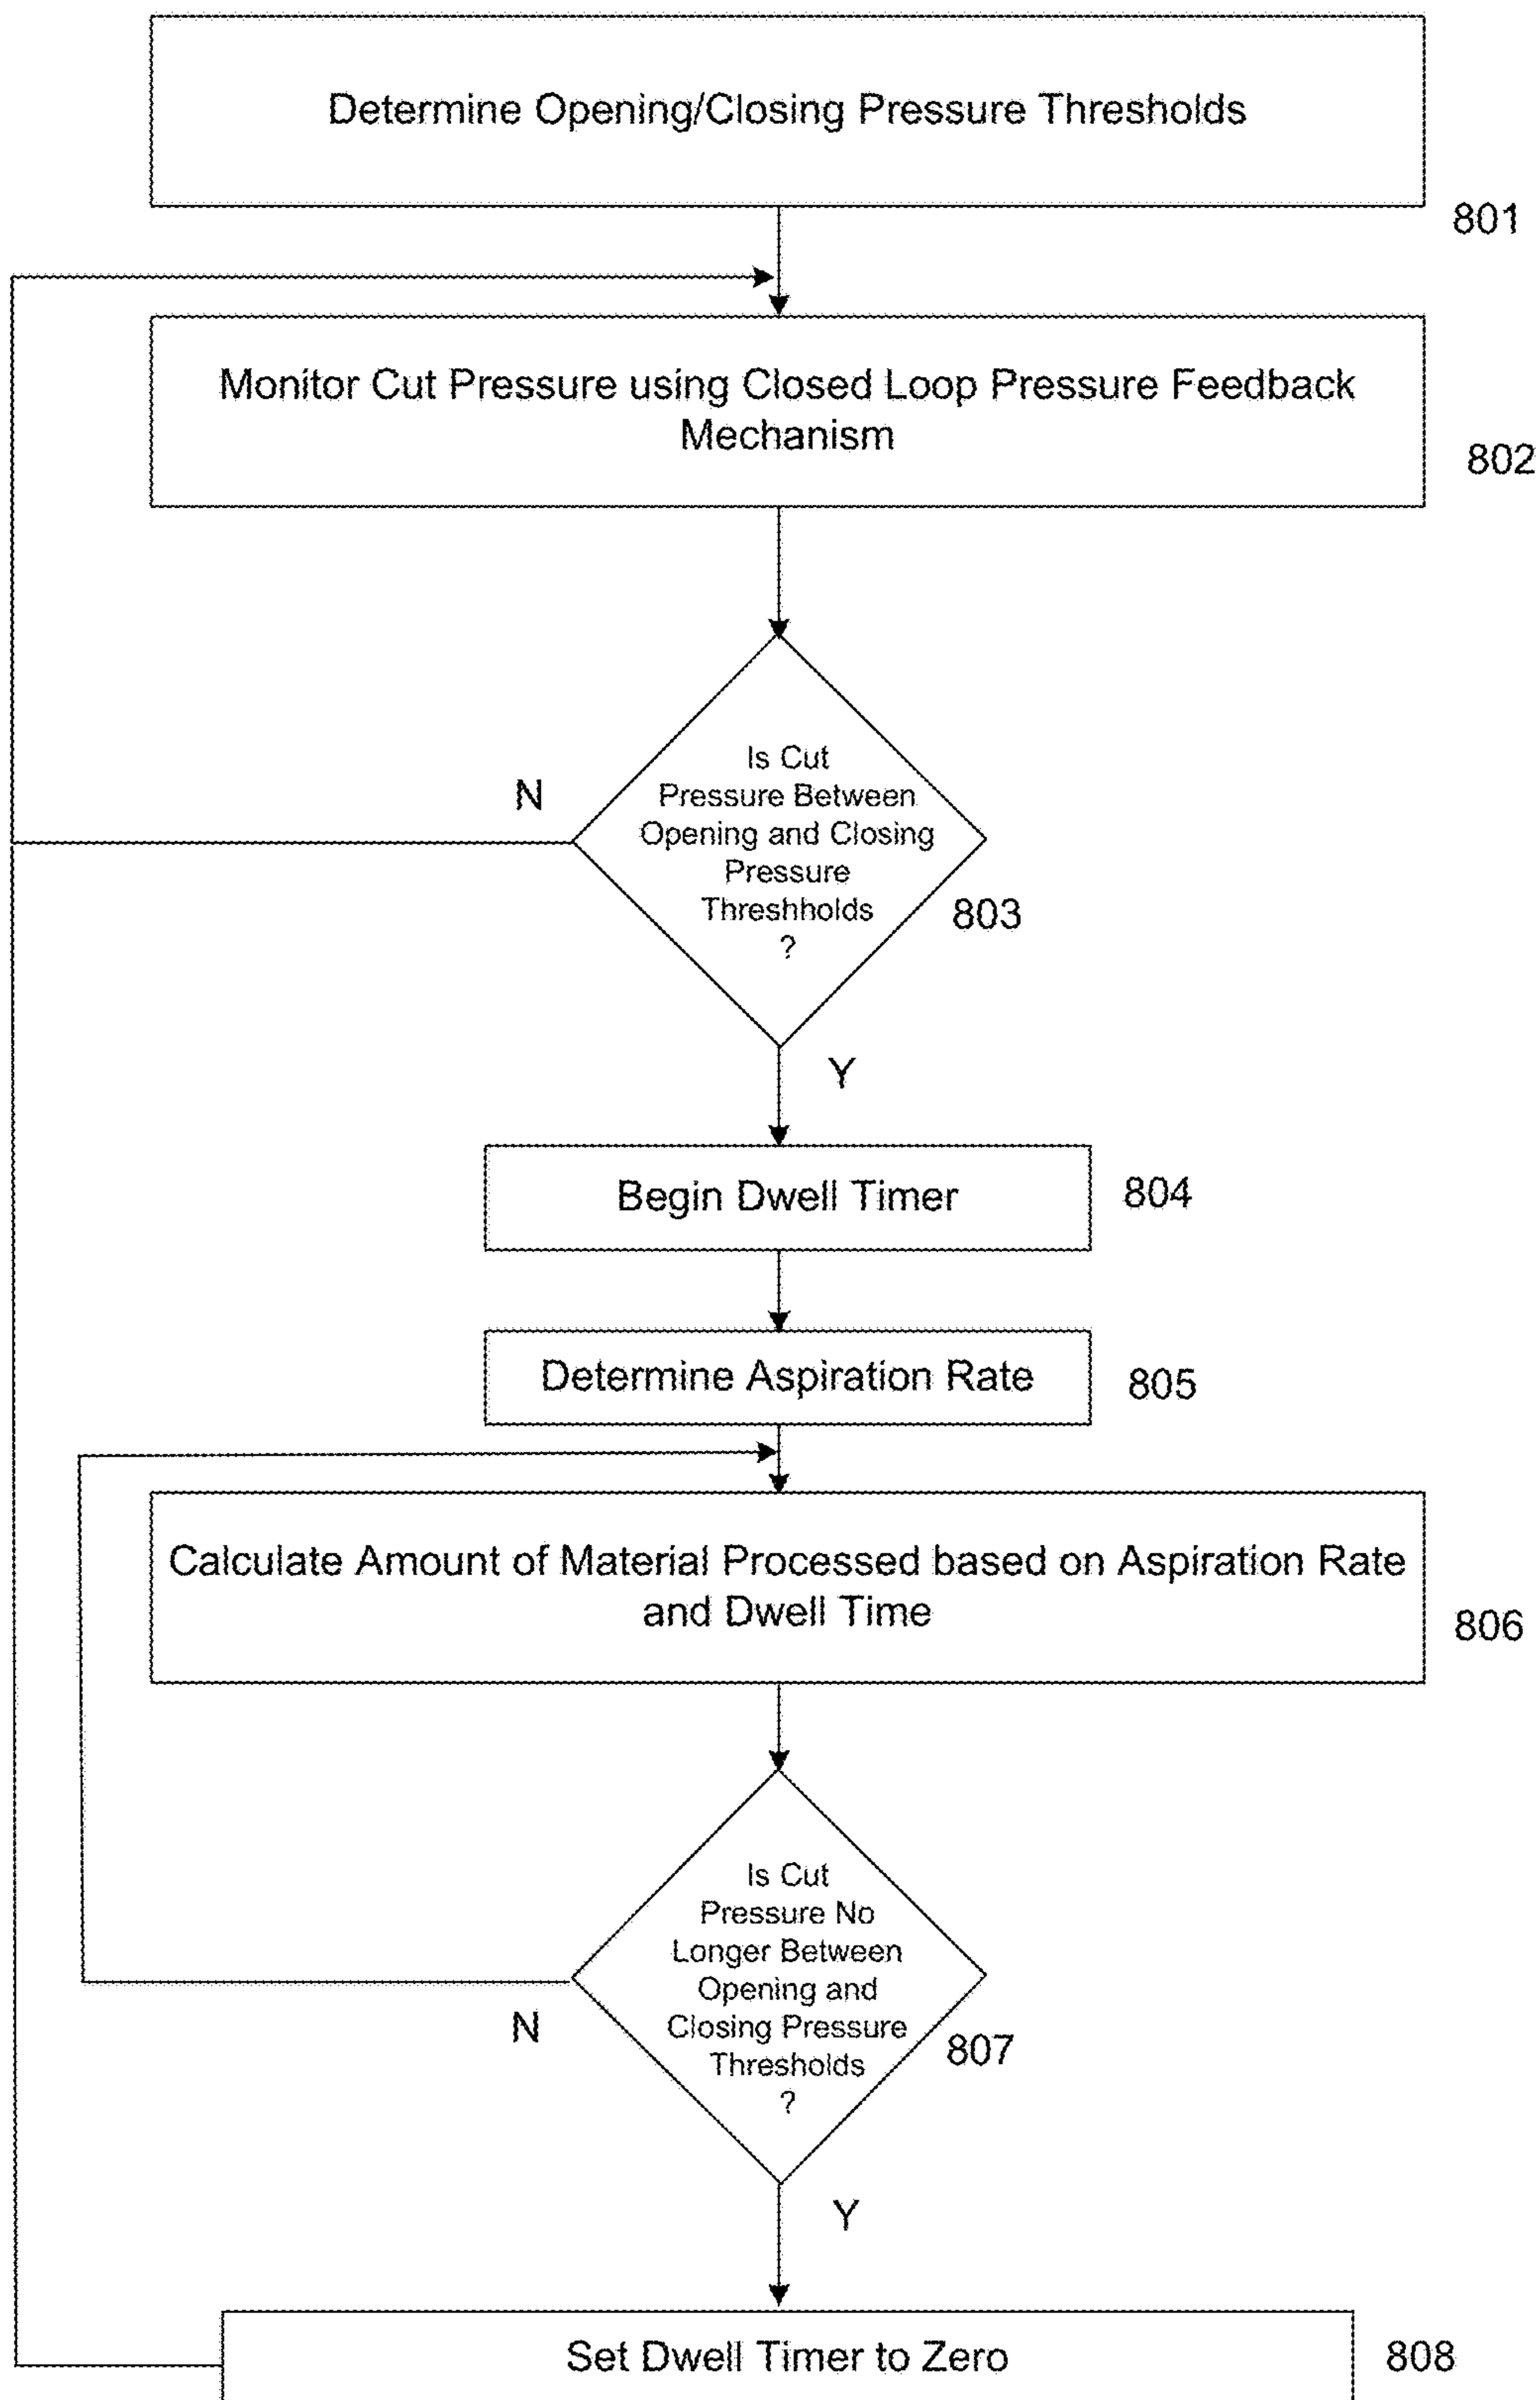 Determine Opening/Closing Pressure Thresholds
801
Monitor Cut Pressure using Closed Loop Pressure Feedback
Mechanism
802
Is Cut
Pressure Between
Opening and Closing
Pressure
Threshholds
?
N
803
Y
Begin Dwell Timer
804
Determine Aspiration Rate
805
Calculate Amount of Material Processed based on Aspiration Rate
and Dwell Time
806
Is Cut
Pressure No
Longer Between
Opening and
Closing Pressure
Thresholds
?
N
807
Y
Set Dwell Timer to Zero
808